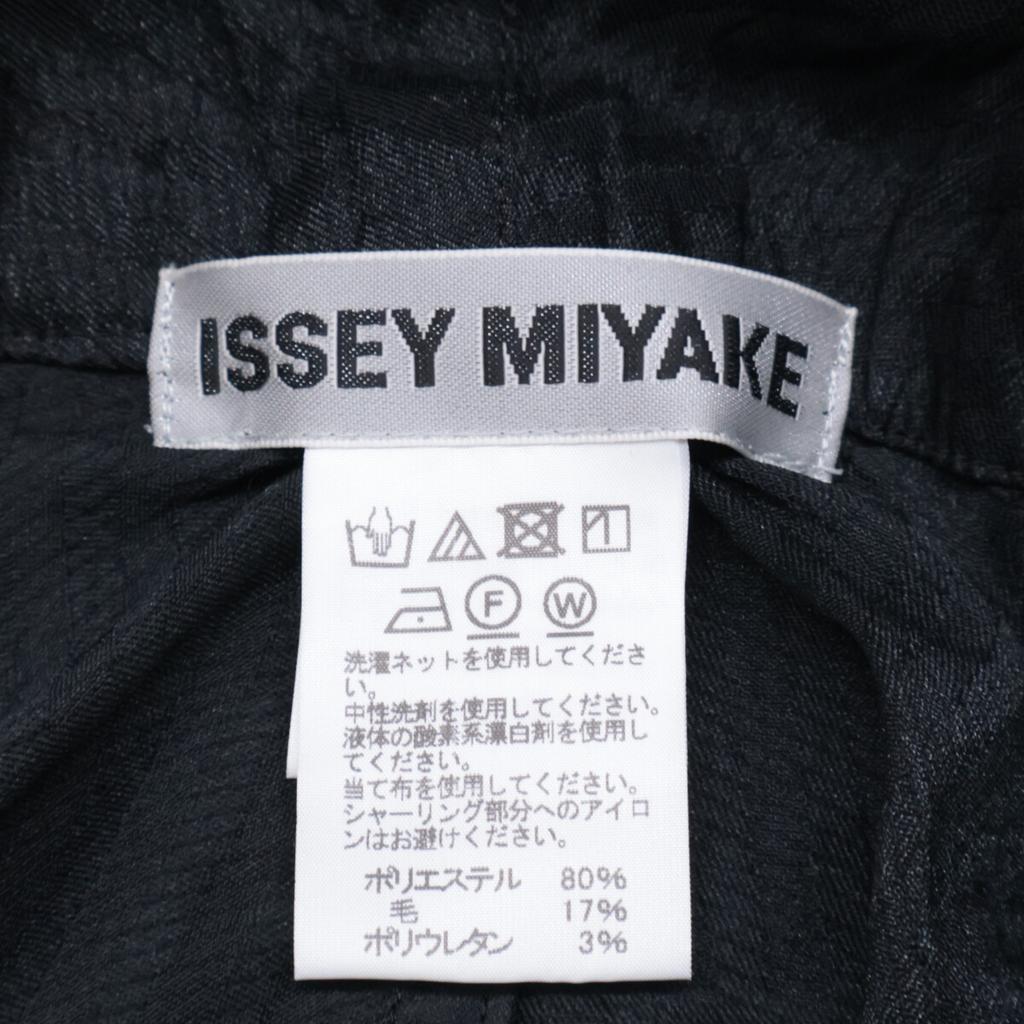 ISSEY MIYAKE
F W
洗濯ネットを使用してくださ
い。
中性洗剤を使用してください。
液体の酸素系漂白剤を使用し
てください。
当て布を使用してください。
シャーリング部分へのアイロ
ンはお避けください。
ポリエステル 80%
毛 17%
ポリウレタン 3%